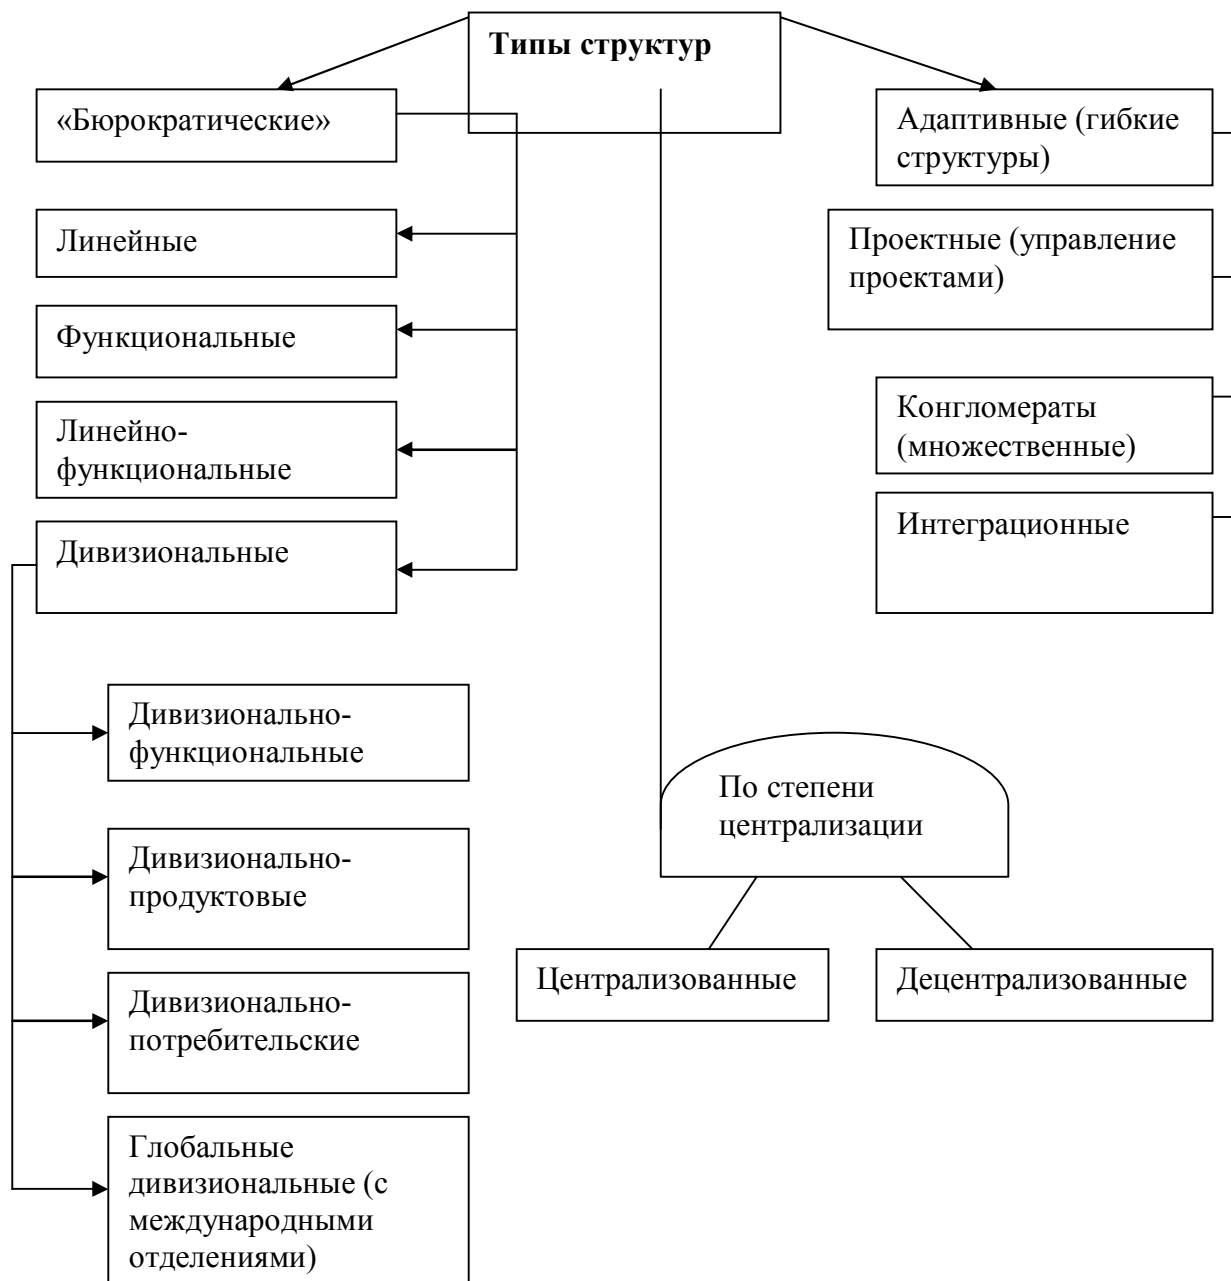 Типы структур
«Бюрократические»
Адаптивные (гибкие
структуры)
Линейные
Проектные (управление
проектами)
Функциональные
Конгломераты
(множественные)
Линейно-
функциональные
Интеграционные
Дивизиональные
Дивизионально-
функциональные
По степени
централизации
Дивизионально-
продуктовые
Централизованные
Децентрализованные
Дивизионально-
потребительские
Глобальные
дивизиональные (с
международными
отделениями)